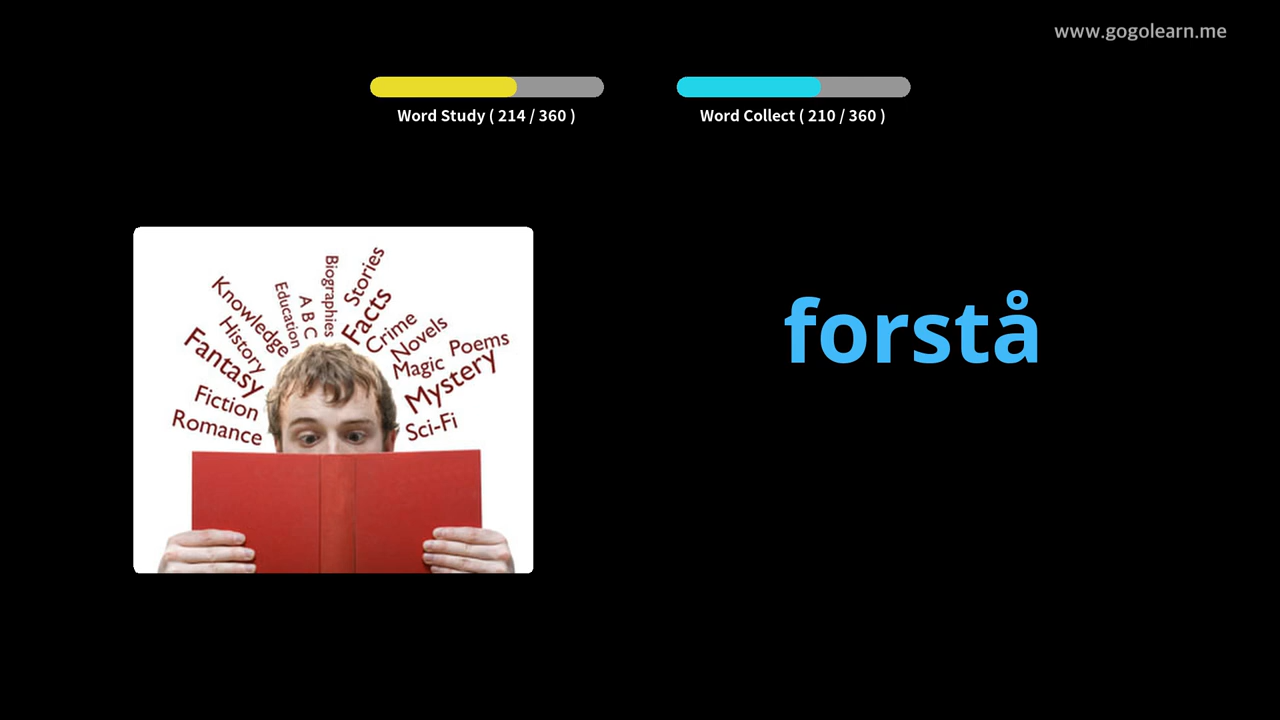 www.gogolearn.me
Word Study ( 214 / 360 )
Word Collect ( 210 / 360 )
Biographies
Stories
Education
A B C
Facts
Knowledge
Crime
History
Novels
Fantasy
Magic
Poems
Mystery
Fiction
Romance
Sci-Fi
forstå